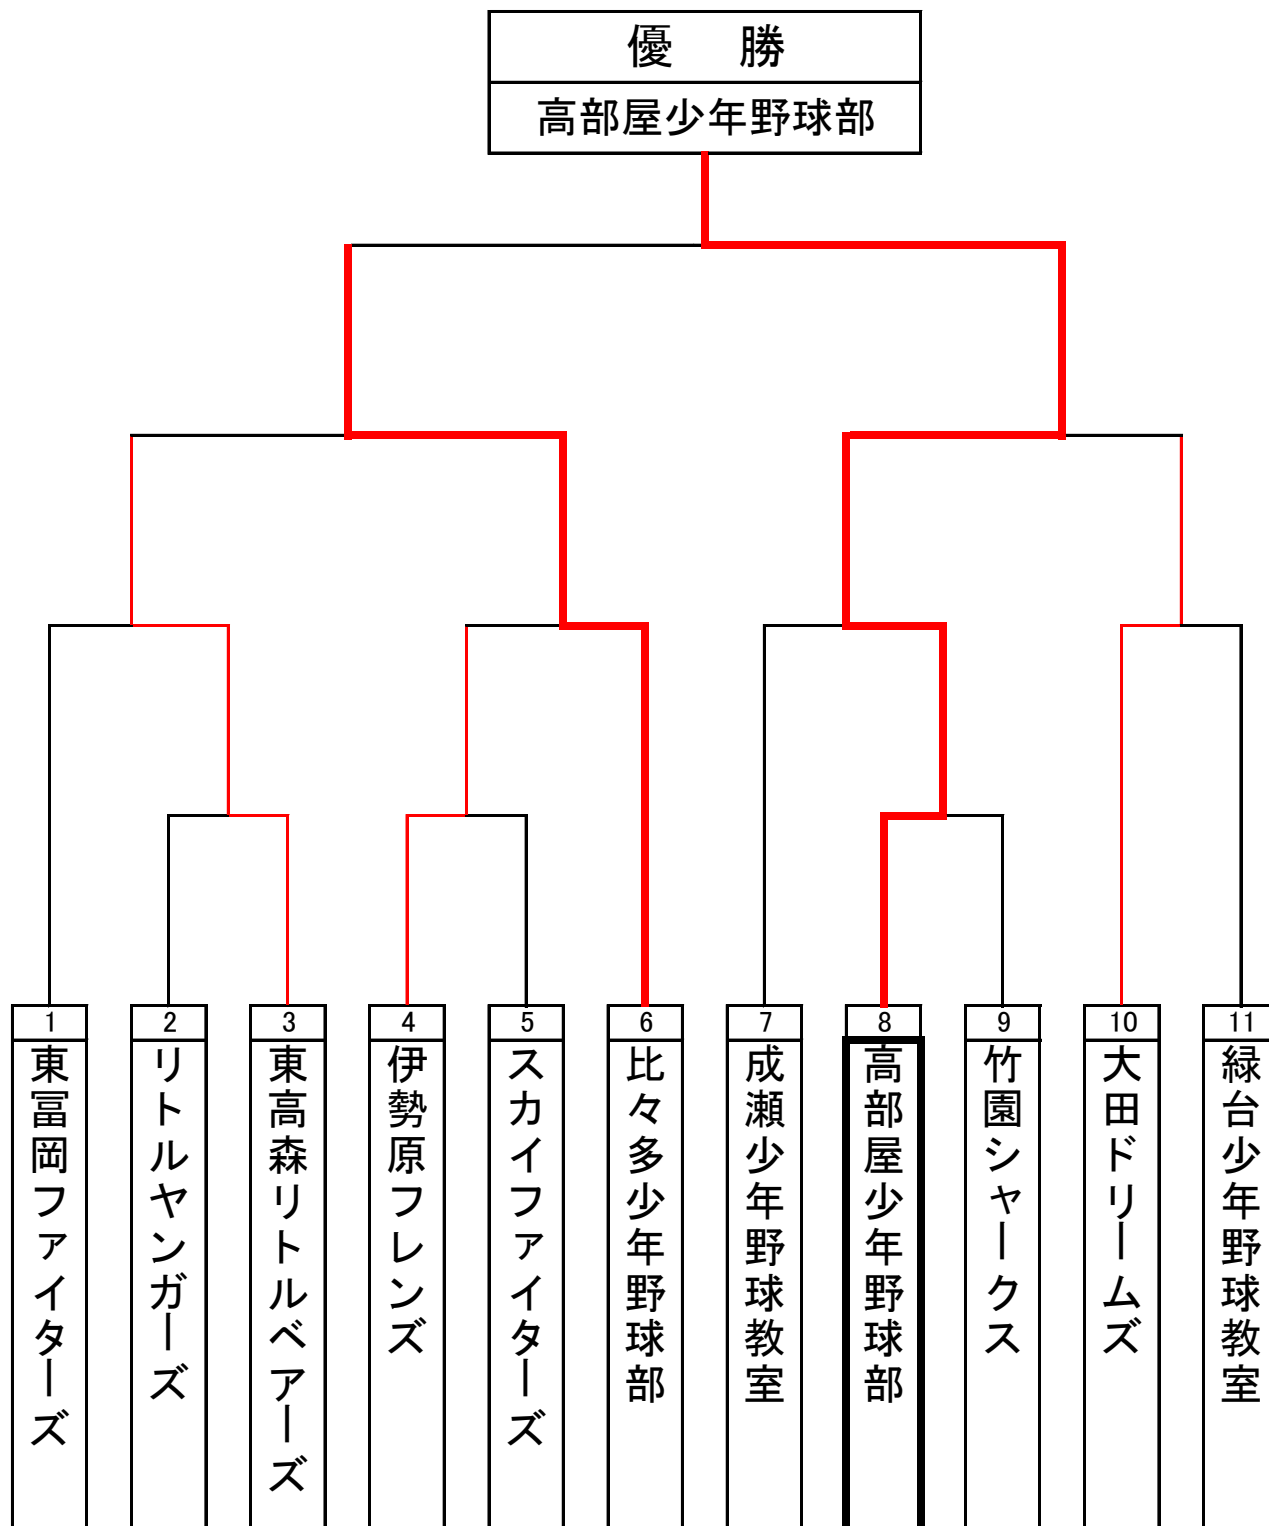 優　勝
高部屋少年野球部
1
東冨岡ファイターズ
2
リトルヤンガーズ
3
東高森リトルベアーズ
4
伊勢原フレンズ
5
スカイファイターズ
6
比々多少年野球部
7
成瀬少年野球教室
8
高部屋少年野球部
9
竹園シャークス
10
大田ドリームズ
11
緑台少年野球教室